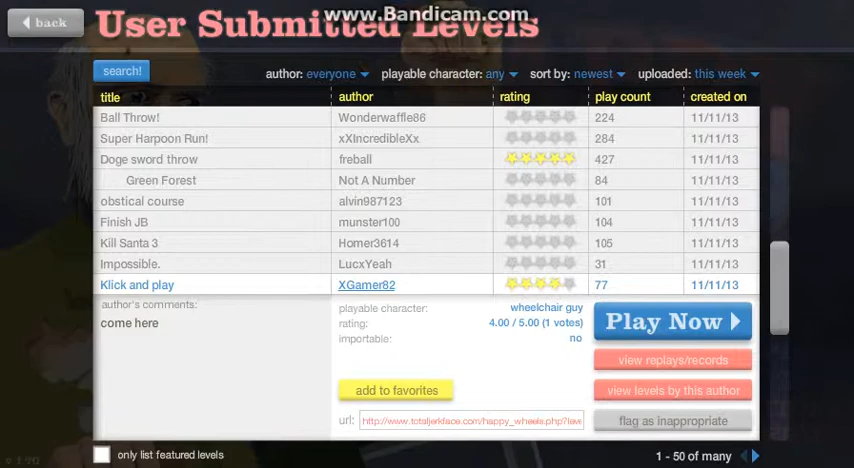 www.Bandicam.com
back
User Submitted Levels
search!
author: everyone playable character: any sort by: newest uploaded: this week
title author rating play count created on
Ball Throw! Wonderwaffle86 224 11/11/13
Super Harpoon Run! xXIncredibleXx 284 11/11/13
Doge sword throw freball 427 11/11/13
Green Forest Not A Number 84 11/11/13
obstical course alvin987123 101 11/11/13
Finish JB munster100 104 11/11/13
Kill Santa 3 Homer3614 105 11/11/13
Impossible. LucxYeah 31 11/11/13
Klick and play XGamer82 77 11/11/13
author's comments:
come here
playable character: wheelchair guy
rating: 4.00 / 5.00 (1 votes)
importable: no
Play Now
view replays/records
add to favorites
view levels by this author
url: http://www.totaljerkface.com/happy_wheels.php?leve
flag as inappropriate
only list featured levels
1 - 50 of many